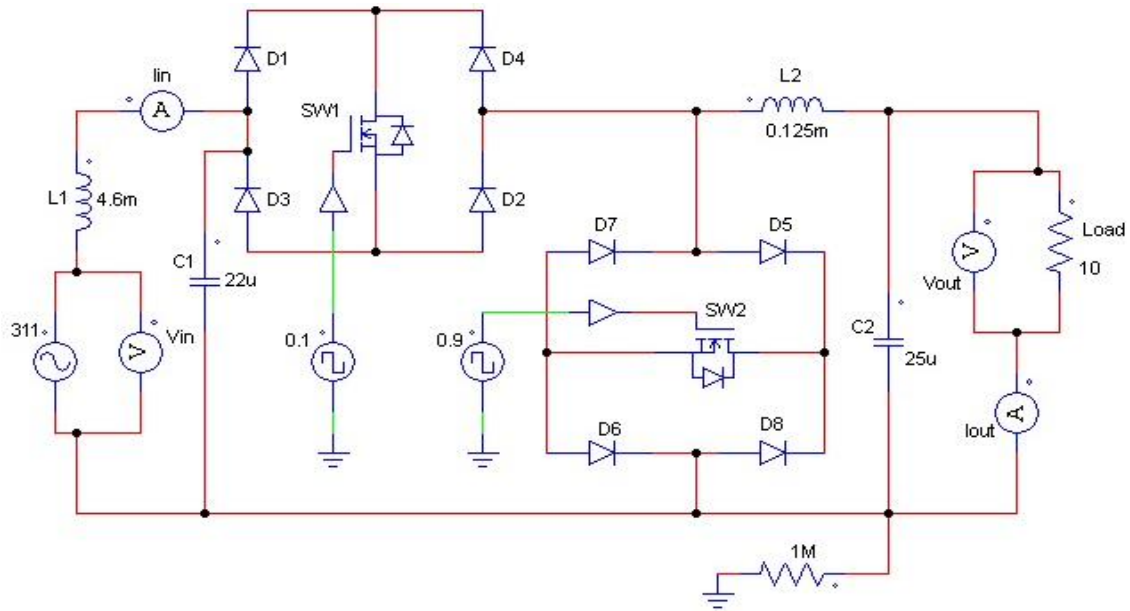 D1
D4
Iin
A
SW1
L2
0.125m
L1
4.6m
D3
D2
C1
22u
D7
D5
V
Load
10
Vout
311
V
Vin
0.1
0.9
SW2
C2
25u
D6
D8
A
Iout
1M